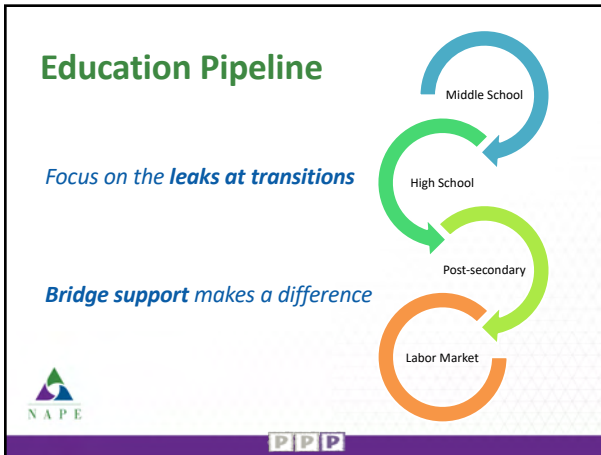 Education Pipeline
Middle School
Focus on the leaks at transitions
High School
Post-secondary
Bridge support makes a difference
Labor Market
NAPE
PPP